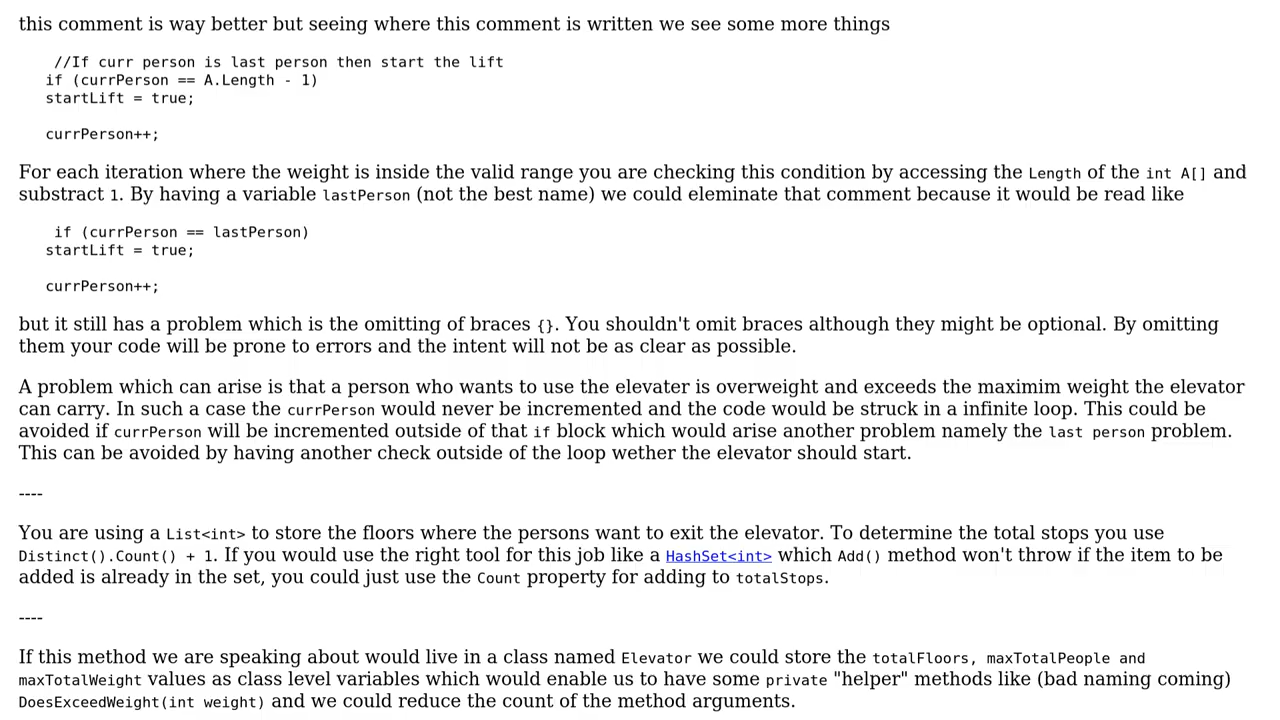 this comment is way better but seeing where this comment is written we see some more things
//If curr person is last person then start the lift
if (currPerson == A.Length - 1)
startLift = true;
currPerson++;
For each iteration where the weight is inside the valid range you are checking this condition by accessing the Length of the int A[] and
substract 1. By having a variable lastPerson (not the best name) we could eleminate that comment because it would be read like
if (currPerson == lastPerson)
startLift = true;
currPerson++;
but it still has a problem which is the omitting of braces {}. You shouldn't omit braces although they might be optional. By omitting
them your code will be prone to errors and the intent will not be as clear as possible.
A problem which can arise is that a person who wants to use the elevater is overweight and exceeds the maximim weight the elevator
can carry. In such a case the currPerson would never be incremented and the code would be struck in a infinite loop. This could be
avoided if currPerson will be incremented outside of that if block which would arise another problem namely the last person problem.
This can be avoided by having another check outside of the loop wether the elevator should start.
----
You are using a List<int> to store the floors where the persons want to exit the elevator. To determine the total stops you use
Distinct().Count() + 1. If you would use the right tool for this job like a HashSet<int> which Add() method won't throw if the item to be
added is already in the set, you could just use the Count property for adding to totalStops.
----
If this method we are speaking about would live in a class named Elevator we could store the totalFloors, maxTotalPeople and
maxTotalWeight values as class level variables which would enable us to have some private "helper" methods like (bad naming coming)
DoesExceedWeight(int weight) and we could reduce the count of the method arguments.